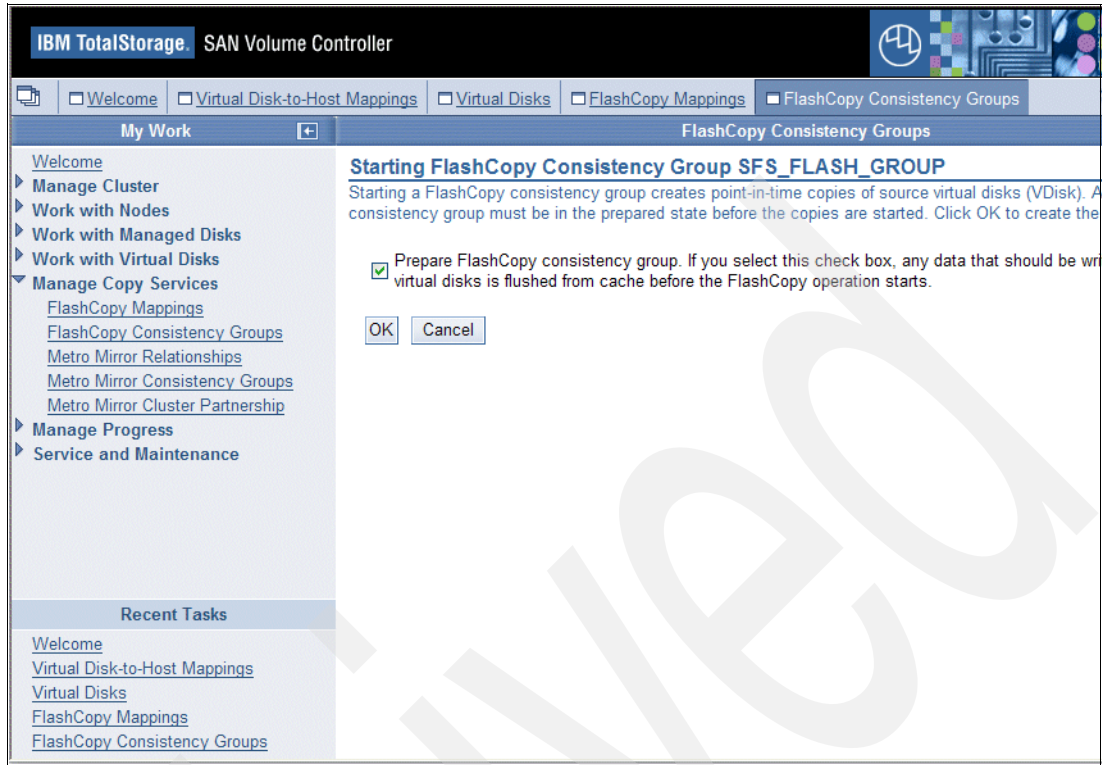 IBM TotalStorage. SAN Volume Controller
Welcome Virtual Disk-to-Host Mappings Virtual Disks FlashCopy Mappings FlashCopy Consistency Groups
My Work
FlashCopy Consistency Groups
Welcome
Manage Cluster
Work with Nodes
Work with Managed Disks
Work with Virtual Disks
Manage Copy Services
FlashCopy Mappings
FlashCopy Consistency Groups
Metro Mirror Relationships
Metro Mirror Consistency Groups
Metro Mirror Cluster Partnership
Manage Progress
Service and Maintenance
Recent Tasks
Welcome
Virtual Disk-to-Host Mappings
Virtual Disks
FlashCopy Mappings
FlashCopy Consistency Groups
Starting FlashCopy Consistency Group SFS_FLASH_GROUP
Starting a FlashCopy consistency group creates point-in-time copies of source virtual disks (VDisk). A
consistency group must be in the prepared state before the copies are started. Click OK to create the
Prepare FlashCopy consistency group. If you select this check box, any data that should be wri
virtual disks is flushed from cache before the FlashCopy operation starts.
OK Cancel